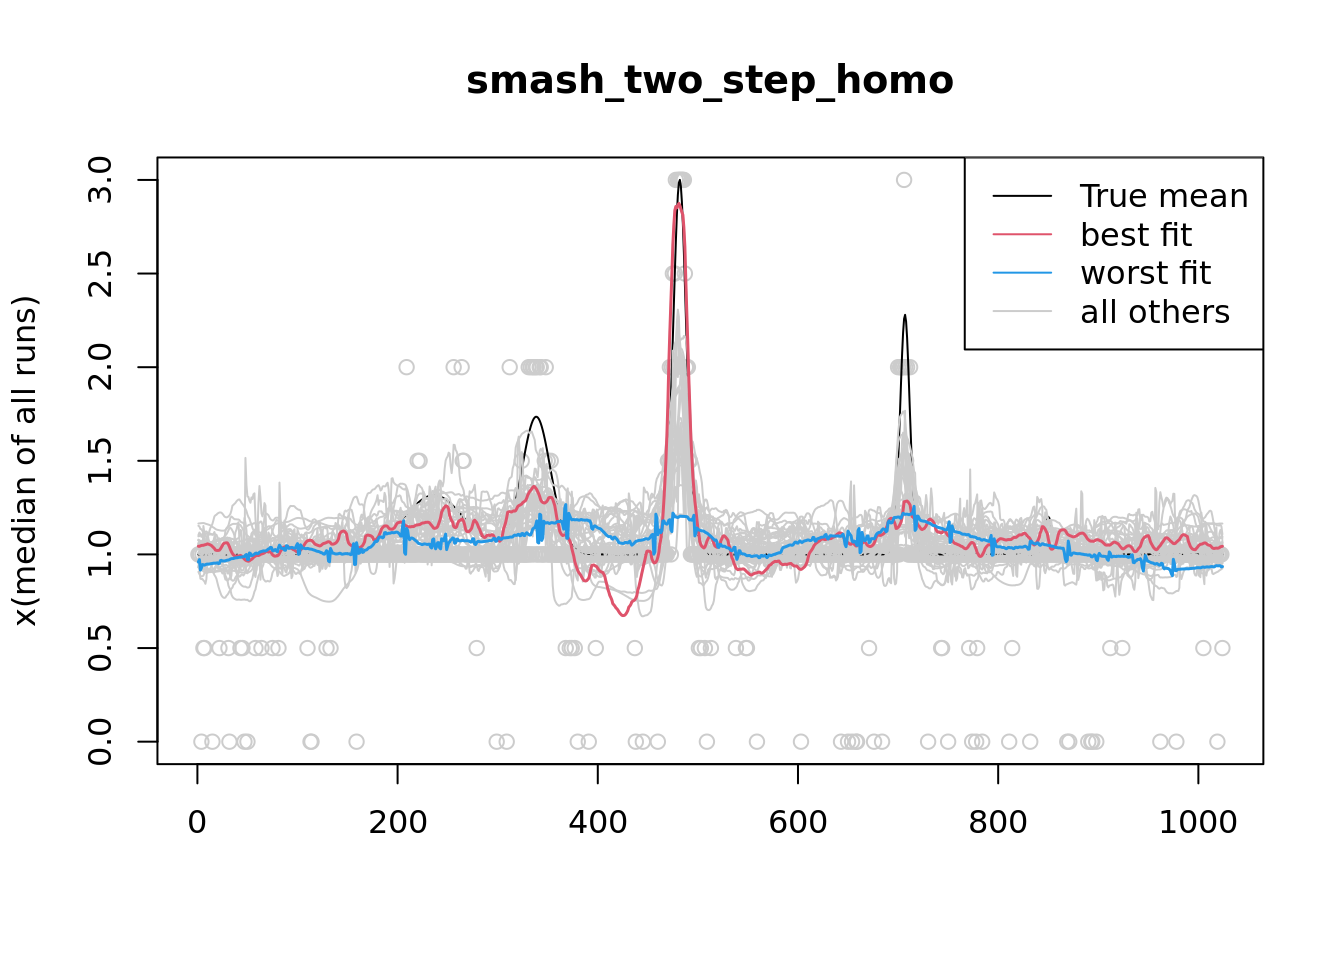 smash_two_step_homo
True mean
best fit
worst fit
all others
x(median of all runs)
3.0
2.5
2.0
1.5
1.0
0.5
0.0
0 200 400 600 800 1000